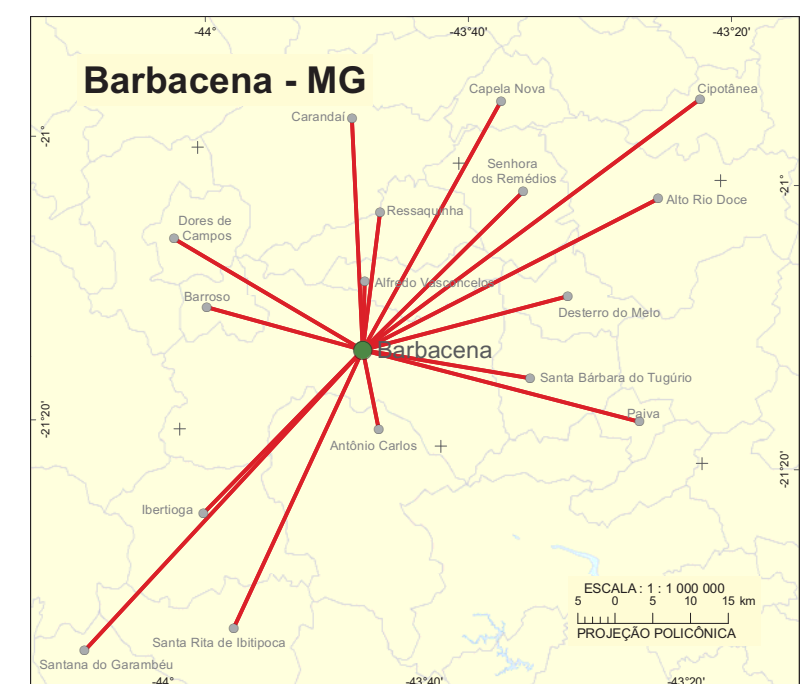 -44°
-43°40'
-43°20'
Barbacena - MG
Capela Nova
Cipotânea
Carandaí
-21°
Senhora
dos Remédios
-21°
Alto Rio Doce
Ressaquinha
Dores de
Campos
Alfredo Vasconcelos
Barroso
Desterro do Melo
Barbacena
Santa Bárbara do Tugúrio
Paiva
-21°20'
Antônio Carlos
-21°20'
Ibertioga
ESCALA : 1 : 1 000 000
5 0 5 10 15 km
PROJEÇÃO POLICÔNICA
Santa Rita de Ibitipoca
Santana do Garambéu
-44°
-43°40'
-43°20'